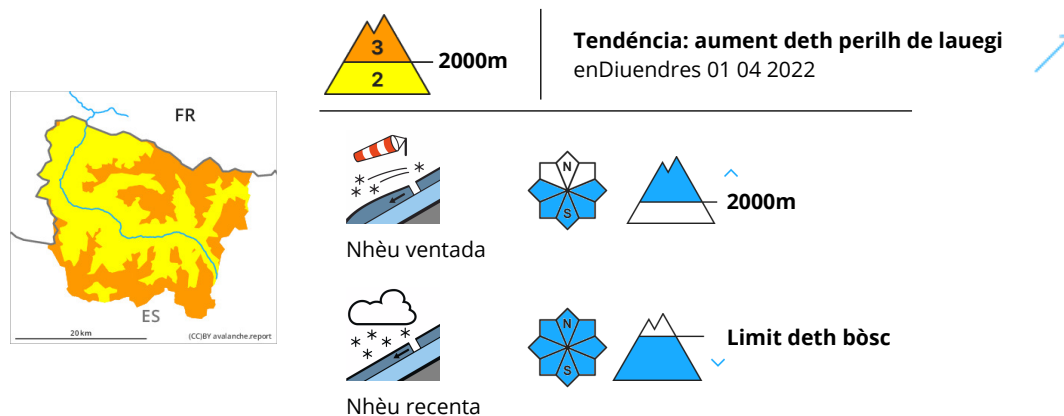 3
2
2000m
Tendéncia: aument deth perilh de lauegi
enDiuendres 01 04 2022
FR
ES
20 km
(CC)BY avalanche.report
N
S
2000m
Nhèu ventada
N
S
Limit deth bòsc
Nhèu recenta